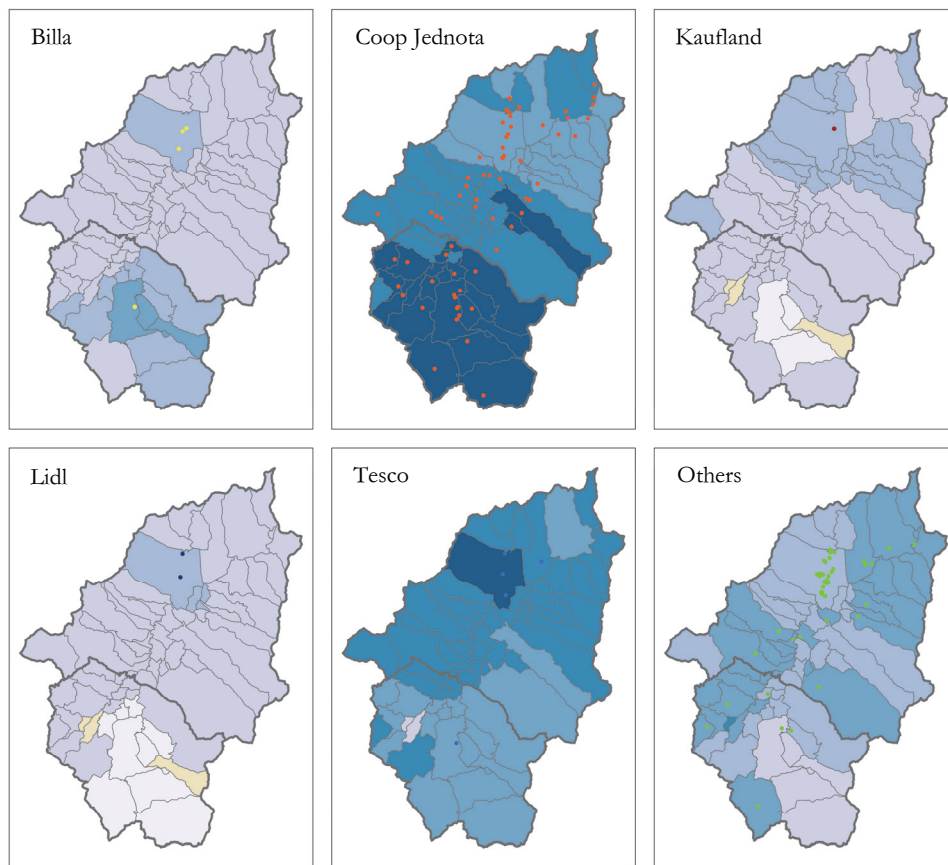 Billa
Coop Jednota
Kaufland
Lidl
Tesco
Others